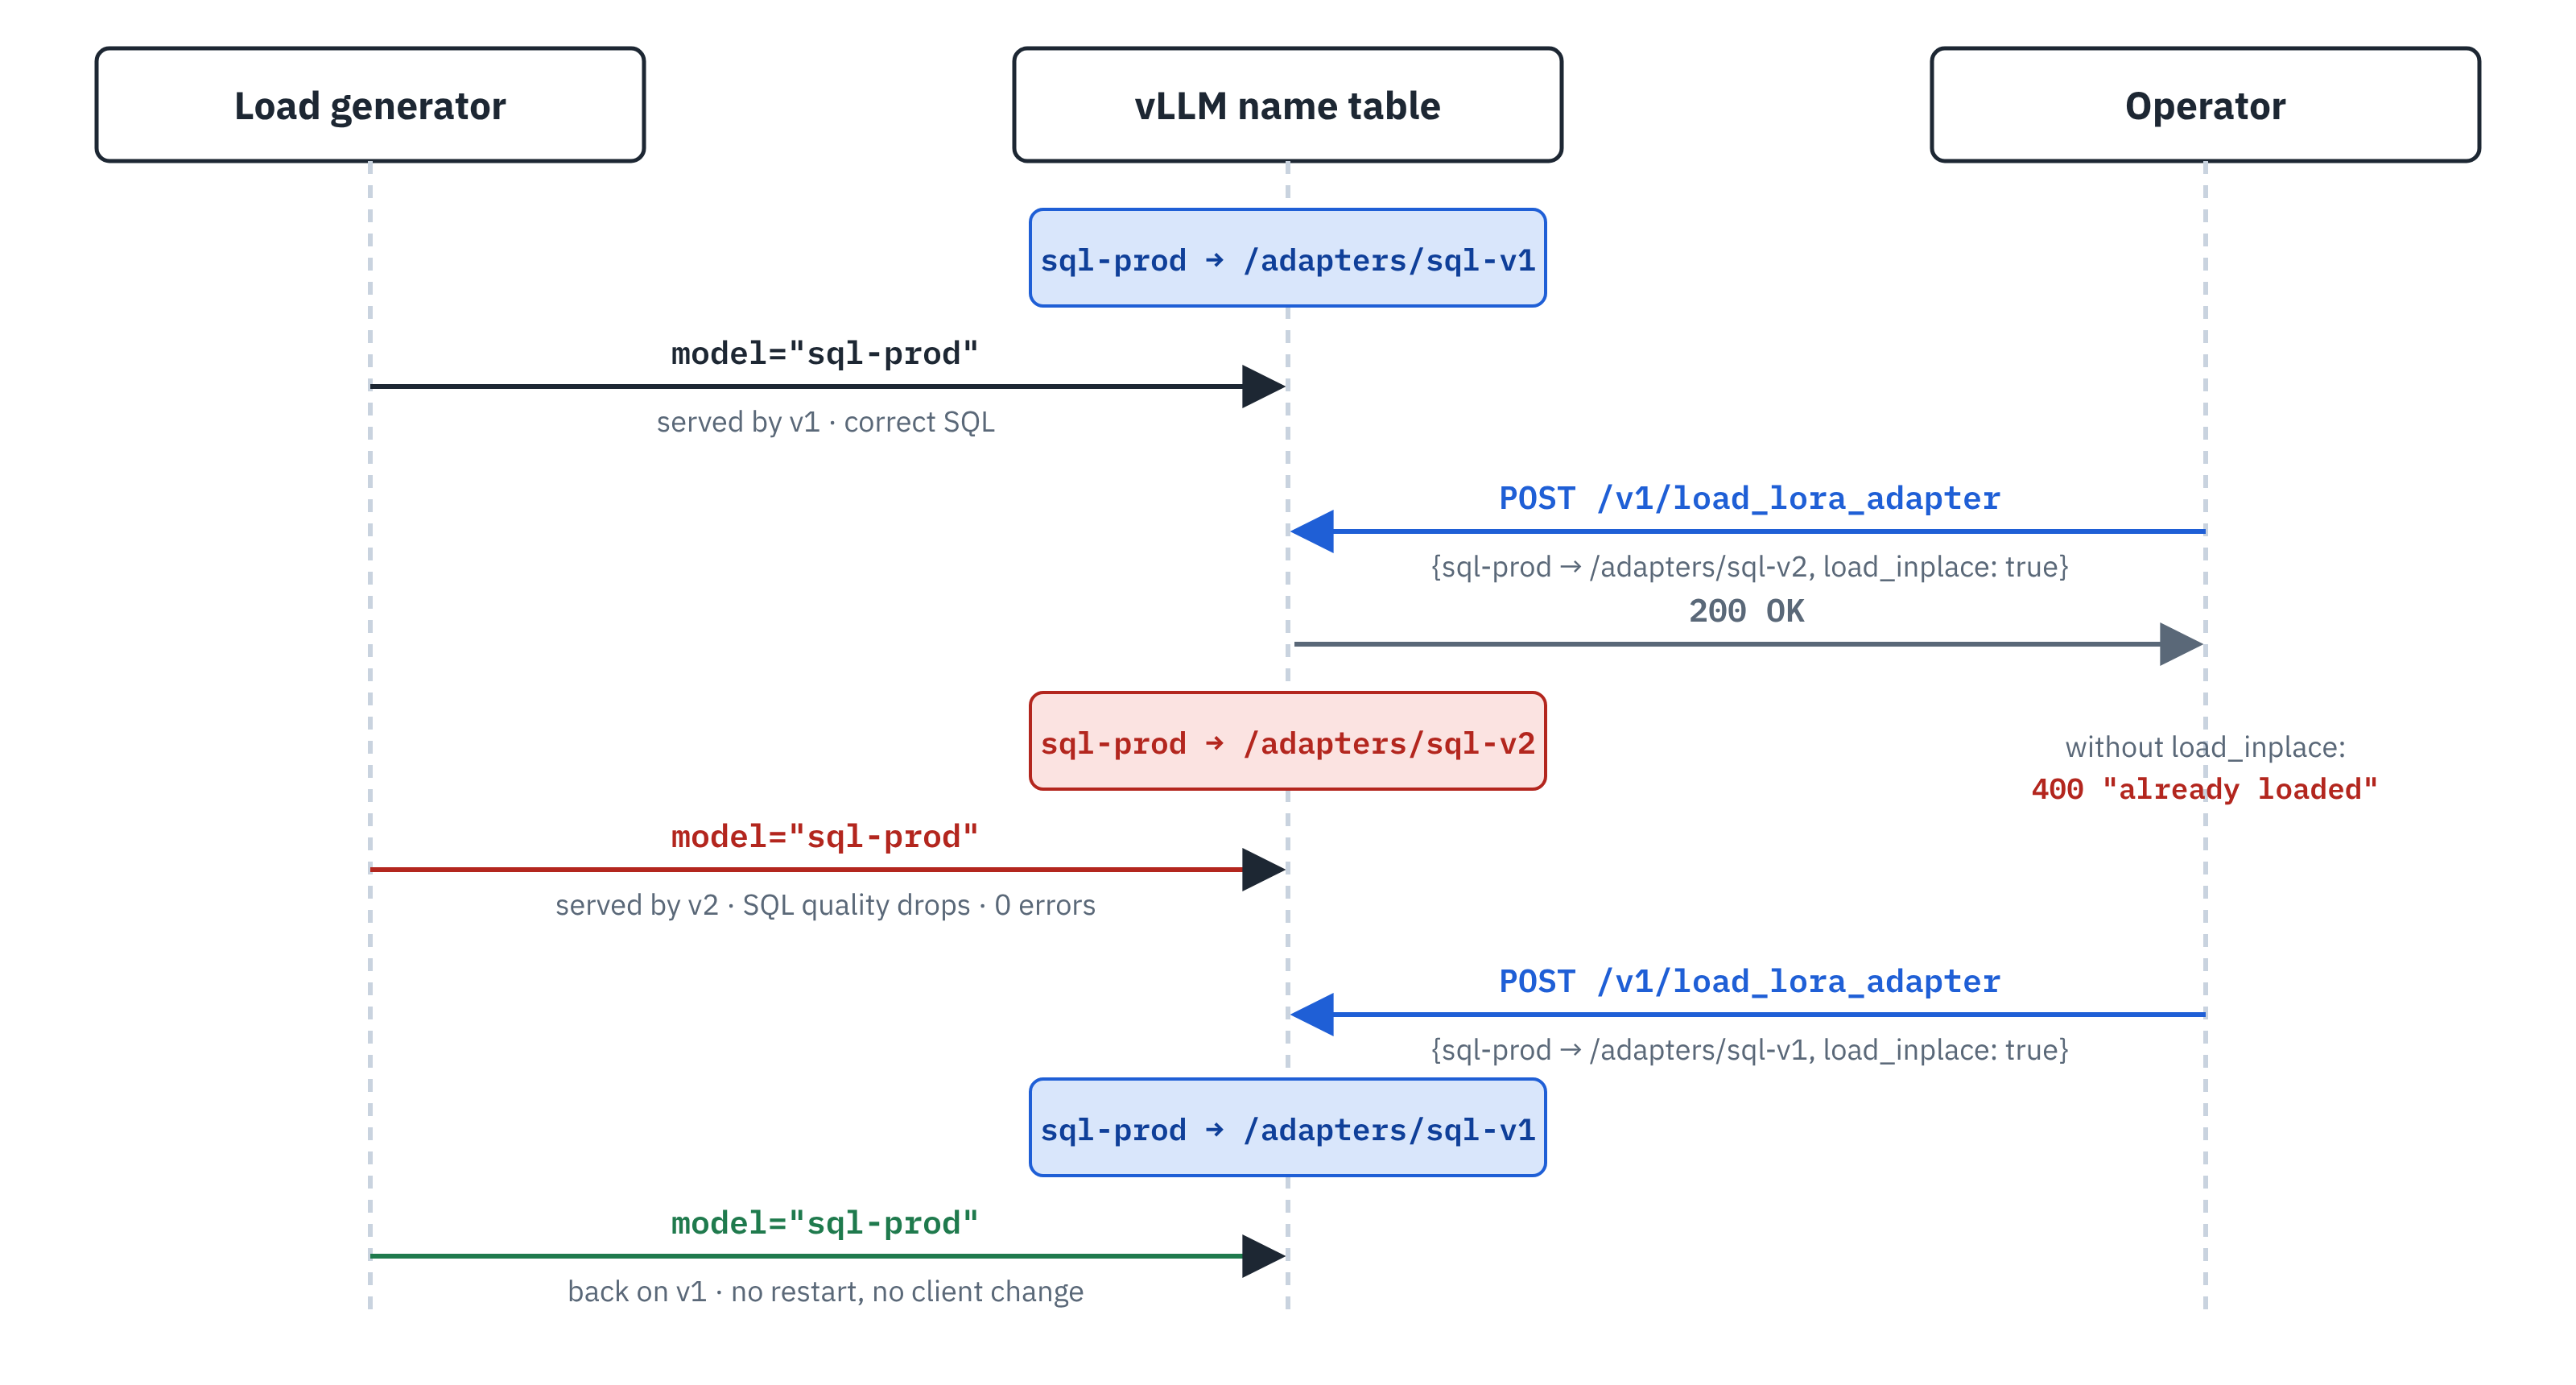 Load generator
vLLM name table
Operator
sql-prod → /adapters/sql-v1
model="sql-prod"
served by v1 · correct SQL
POST /v1/load_lora_adapter
{sql-prod → /adapters/sql-v2, load_inplace: true}
200 OK
sql-prod → /adapters/sql-v2
without load_inplace:
400 "already loaded"
model="sql-prod"
served by v2 · SQL quality drops · 0 errors
POST /v1/load_lora_adapter
{sql-prod → /adapters/sql-v1, load_inplace: true}
sql-prod → /adapters/sql-v1
model="sql-prod"
back on v1 · no restart, no client change